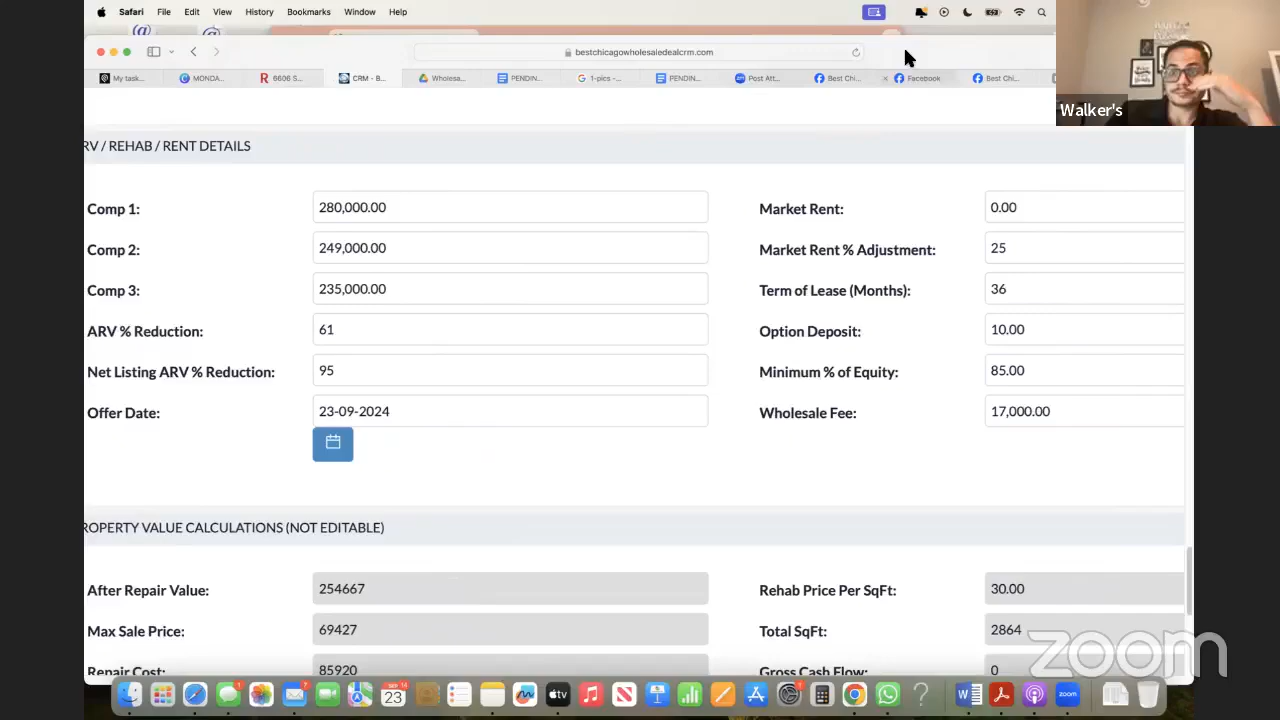 Safari File Edit View History Bookmarks Window Help
bestchicagowholesaledealcrm.com
My task... MONDA... 6606 S CRM - B... Wholesa... PENDIN... 1-pics -... PENDIN... Post Att... Best Chi... Facebook Best Chi...
Walker's
RV / REHAB / RENT DETAILS
Comp 1: 280,000.00 Market Rent: 0.00
Comp 2: 249,000.00 Market Rent % Adjustment: 25
Comp 3: 235,000.00 Term of Lease (Months): 36
ARV % Reduction: 61 Option Deposit: 10.00
Net Listing ARV % Reduction: 95 Minimum % of Equity: 85.00
Offer Date: 23-09-2024 Wholesale Fee: 17,000.00
ROPERTY VALUE CALCULATIONS (NOT EDITABLE)
After Repair Value: 254667 Rehab Price Per SqFt: 30.00
Max Sale Price: 69427 Total SqFt: 2864
Repair Cost: 85920 Gross Cash Flow: 0
zoom
23
tv
zoom